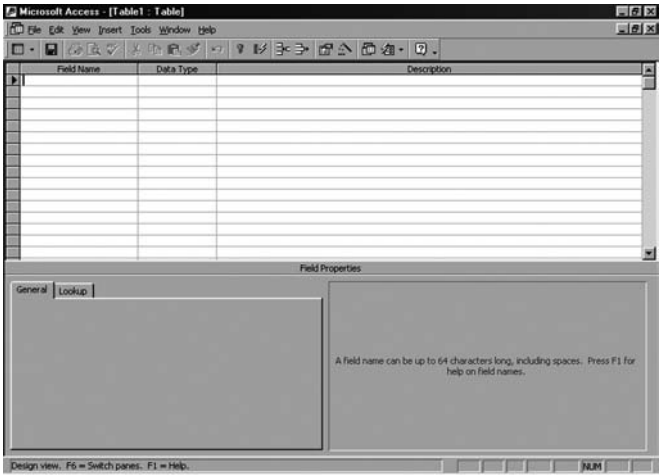 Microsoft Access - [Table1 : Table]
File Edit View Insert Tools Window Help
Field Name Data Type Description
Field Properties
General Lookup
A field name can be up to 64 characters long, including spaces. Press F1 for
help on field names.
Design view. F6 = Switch panes. F1 = Help. NUM